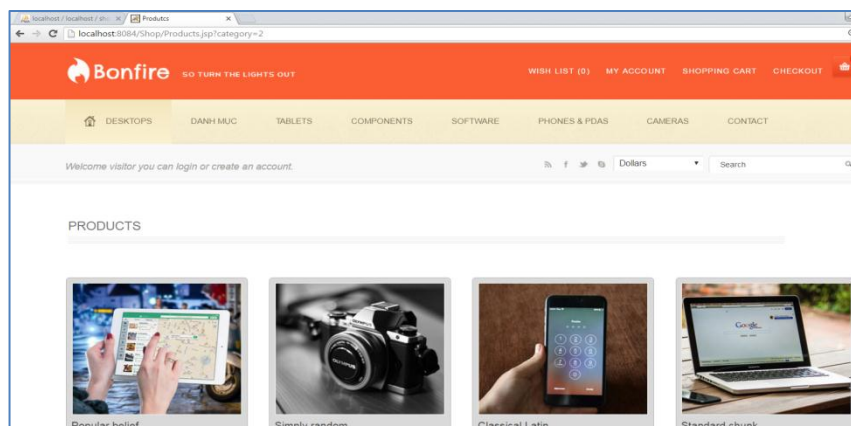 localhost / localhost / sho
Produtcs
localhost:8084/Shop/Products.jsp?category=2
Bonfire SO TURN THE LIGHTS OUT
WISH LIST (0) MY ACCOUNT SHOPPING CART CHECKOUT
DESKTOPS DANH MUC TABLETS COMPONENTS SOFTWARE PHONES & PDAS CAMERAS CONTACT
Welcome visitor you can login or create an account.
Dollars
Search
PRODUCTS
OLYMPUS
Google
Popular belief
Simply random
Classical Latin
Standard chunk